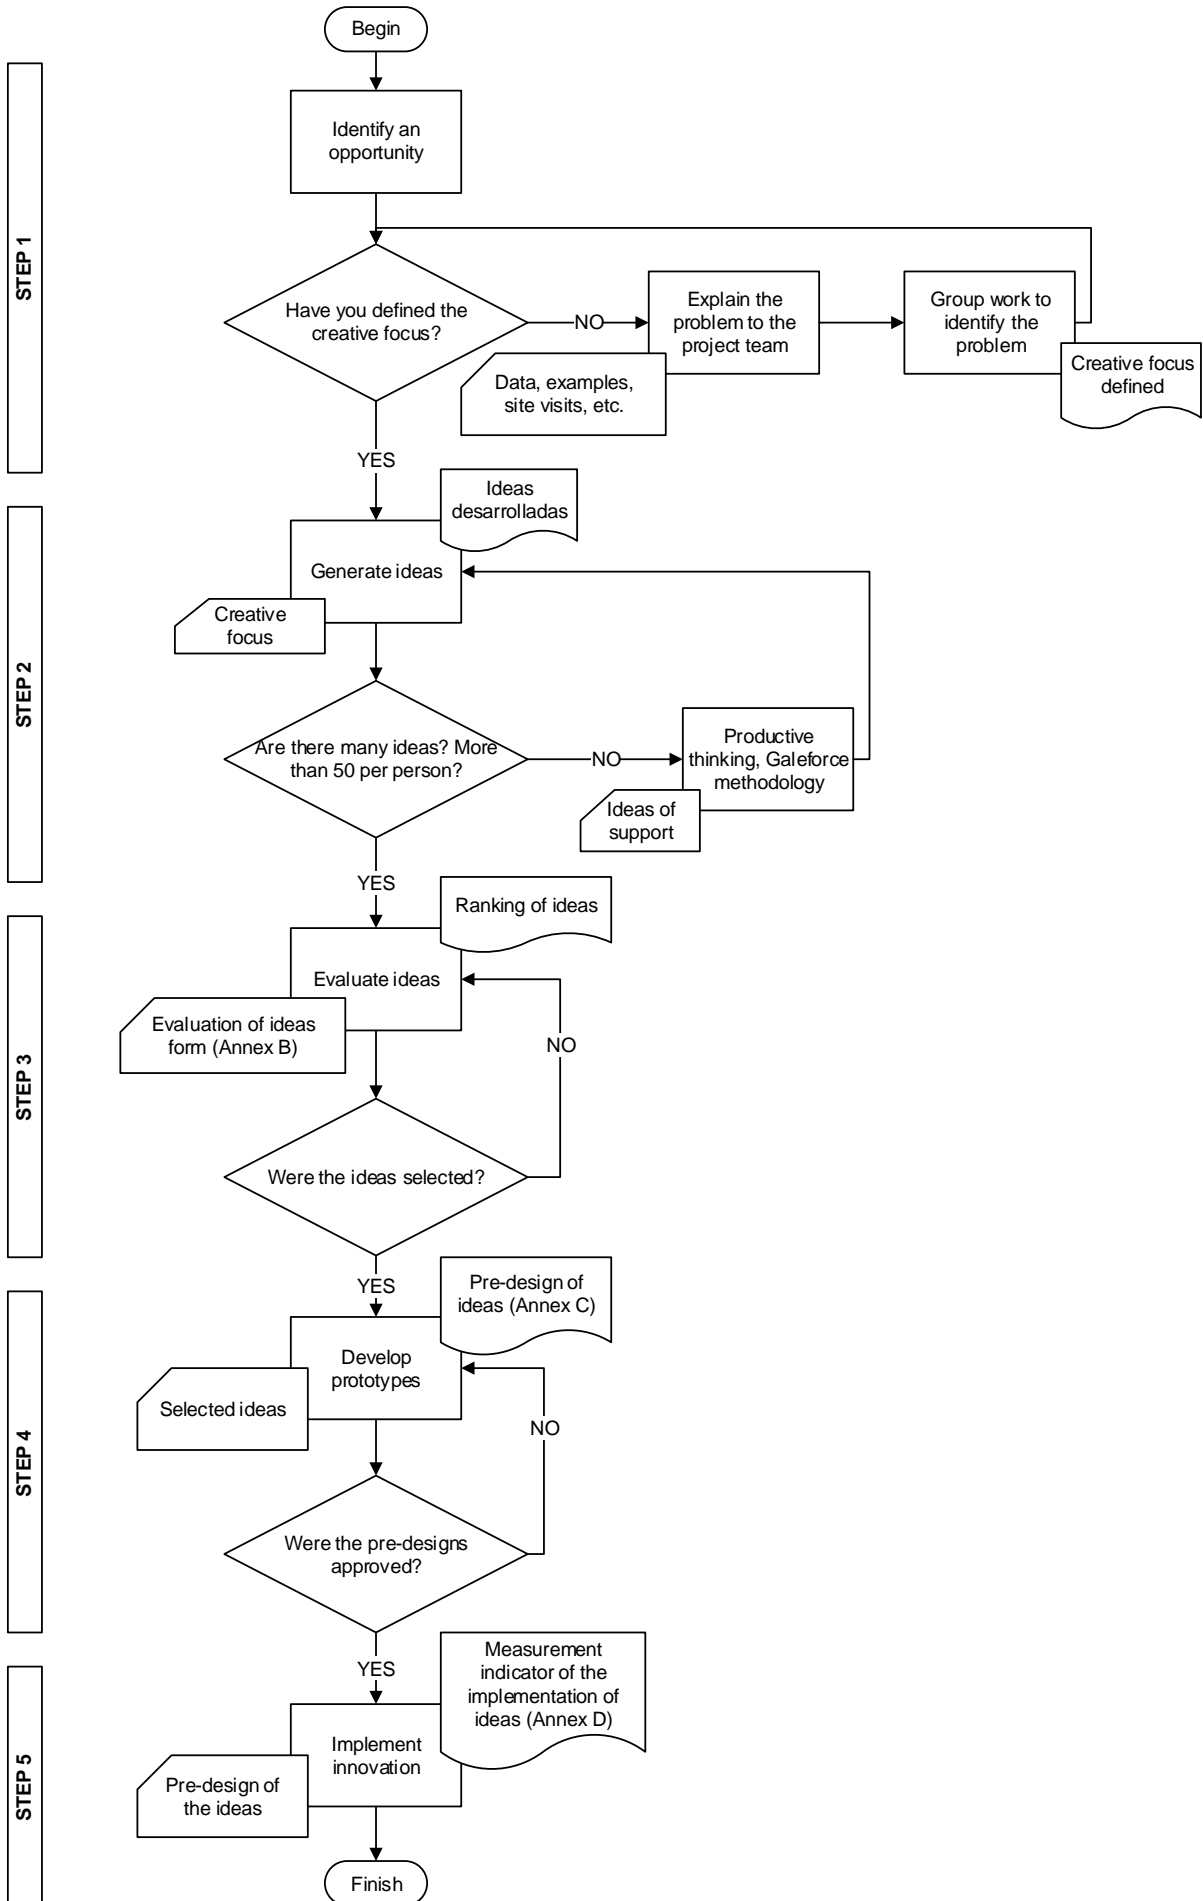 Begin
STEP 1
Identify an
opportunity
Have you defined the
creative focus?
NO
Explain the
problem to the
project team
Data, examples,
site visits, etc.
Group work to
identify the
problem
Creative focus
defined
YES
STEP 2
Ideas
desarrolladas
Generate ideas
Creative
focus
Are there many ideas? More
than 50 per person?
NO
Productive
thinking, Galeforce
methodology
Ideas of
support
YES
STEP 3
Ranking of ideas
Evaluate ideas
Evaluation of ideas
form (Annex B)
NO
Were the ideas selected?
YES
STEP 4
Pre-design of
ideas (Annex C)
Develop
prototypes
Selected ideas
NO
Were the pre-designs
approved?
YES
STEP 5
Measurement
indicator of the
implementation of
ideas (Annex D)
Implement
innovation
Pre-design of
the ideas
Finish